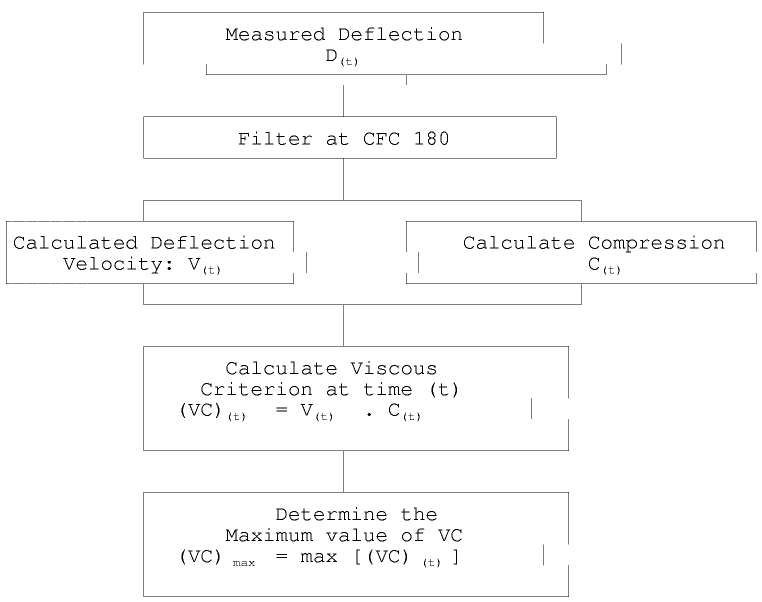 Measured Deflection
D(t)
Filter at CFC 180
Calculated Deflection
Velocity: V(t)
Calculate Compression
C(t)
Calculate Viscous
Criterion at time (t)
(VC)(t) = V(t) . C(t)
Determine the
Maximum value of VC
(VC) max = max [(VC) (t) ]